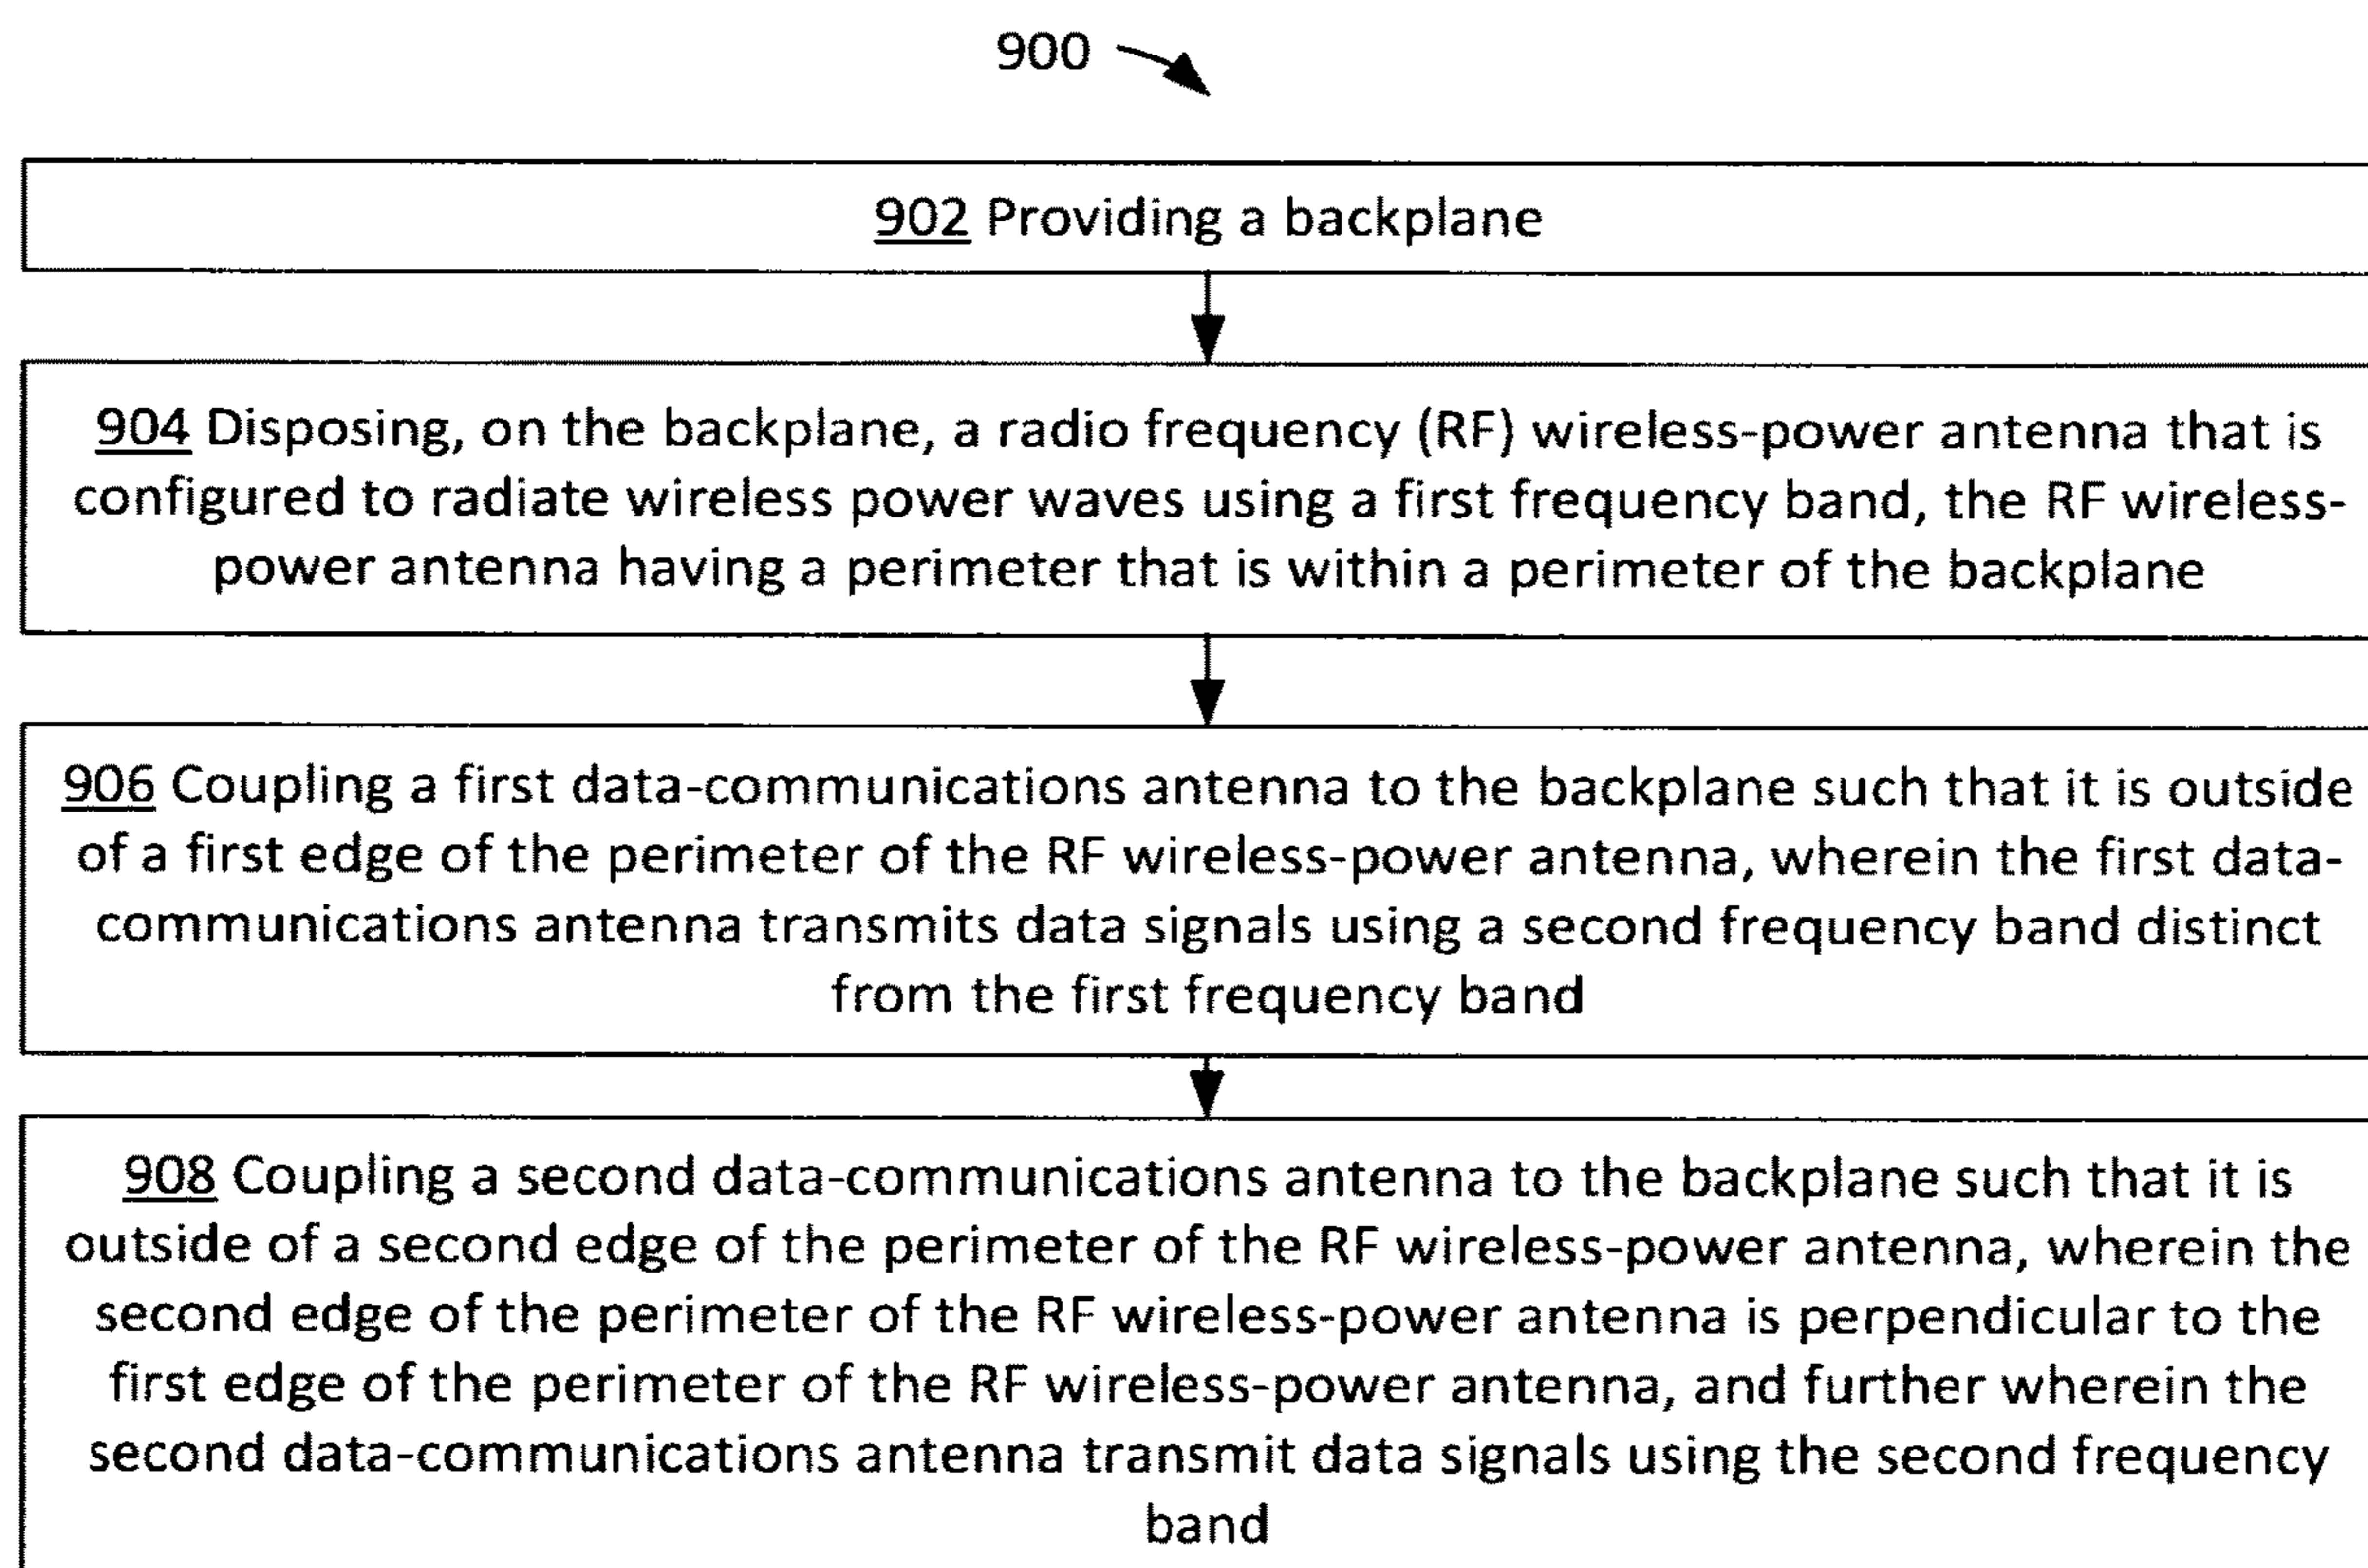 900
902 Providing a backplane
904 Disposing, on the backplane, a radio frequency (RF) wireless-power antenna that is
configured to radiate wireless power waves using a first frequency band, the RF wireless-
power antenna having a perimeter that is within a perimeter of the backplane
906 Coupling a first data-communications antenna to the backplane such that it is outside
of a first edge of the perimeter of the RF wireless-power antenna, wherein the first data-
communications antenna transmits data signals using a second frequency band distinct
from the first frequency band
908 Coupling a second data-communications antenna to the backplane such that it is
outside of a second edge of the perimeter of the RF wireless-power antenna, wherein the
second edge of the perimeter of the RF wireless-power antenna is perpendicular to the
first edge of the perimeter of the RF wireless-power antenna, and further wherein the
second data-communications antenna transmit data signals using the second frequency
band